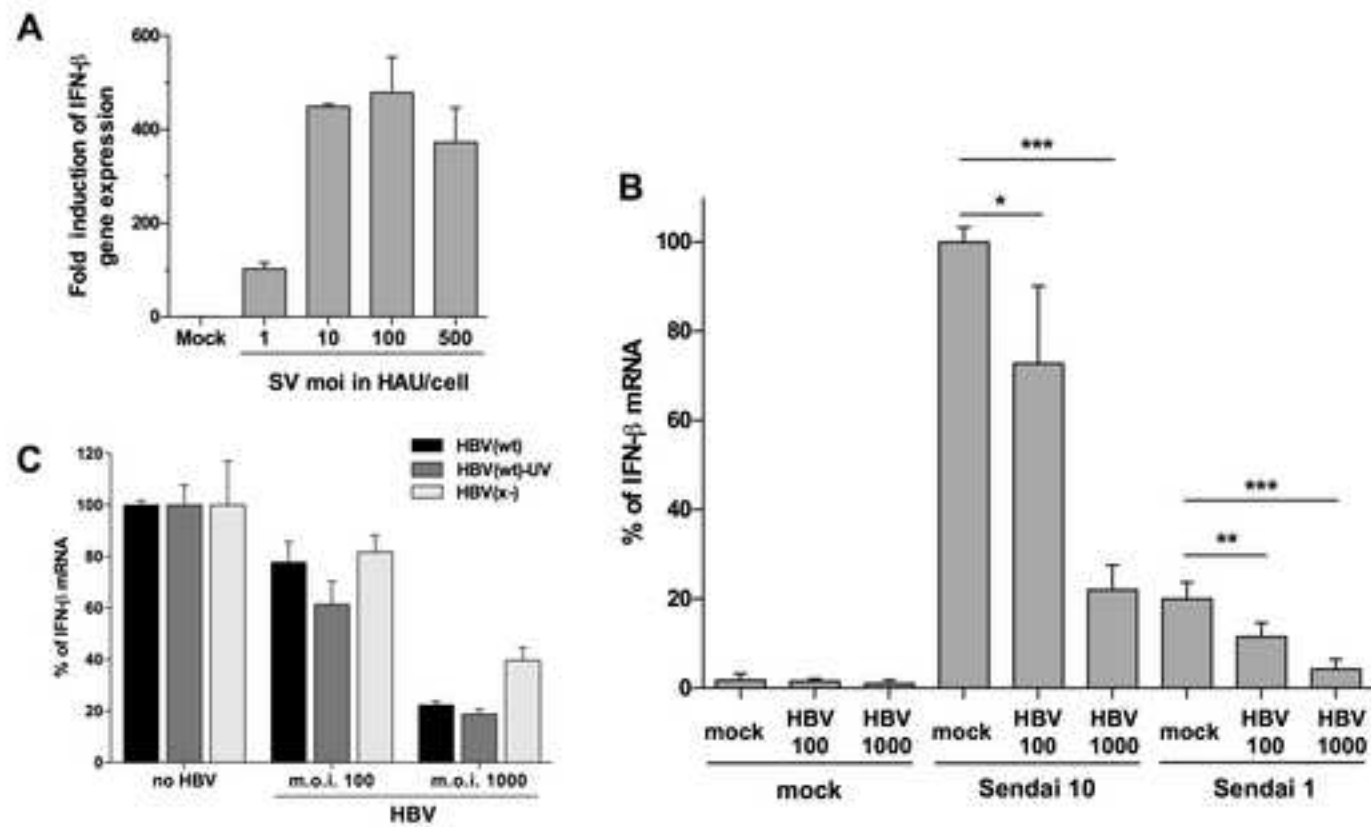 A
Fold induction of IFN-β
gene expression
600
400
200
0
Mock
1
10
100
500
SV moi in HAU/cell
B
% of IFN-β mRNA
100
80
60
40
20
0
***
*
***
**
mock
HBV
100
HBV
1000
mock
HBV
100
HBV
1000
mock
HBV
100
HBV
1000
mock
Sendai 10
Sendai 1
C
% of IFN-β mRNA
120
100
80
60
40
20
0
HBV(wt)
HBV(wt)-UV
HBV(x-)
no HBV
m.o.i. 100
m.o.i. 1000
HBV